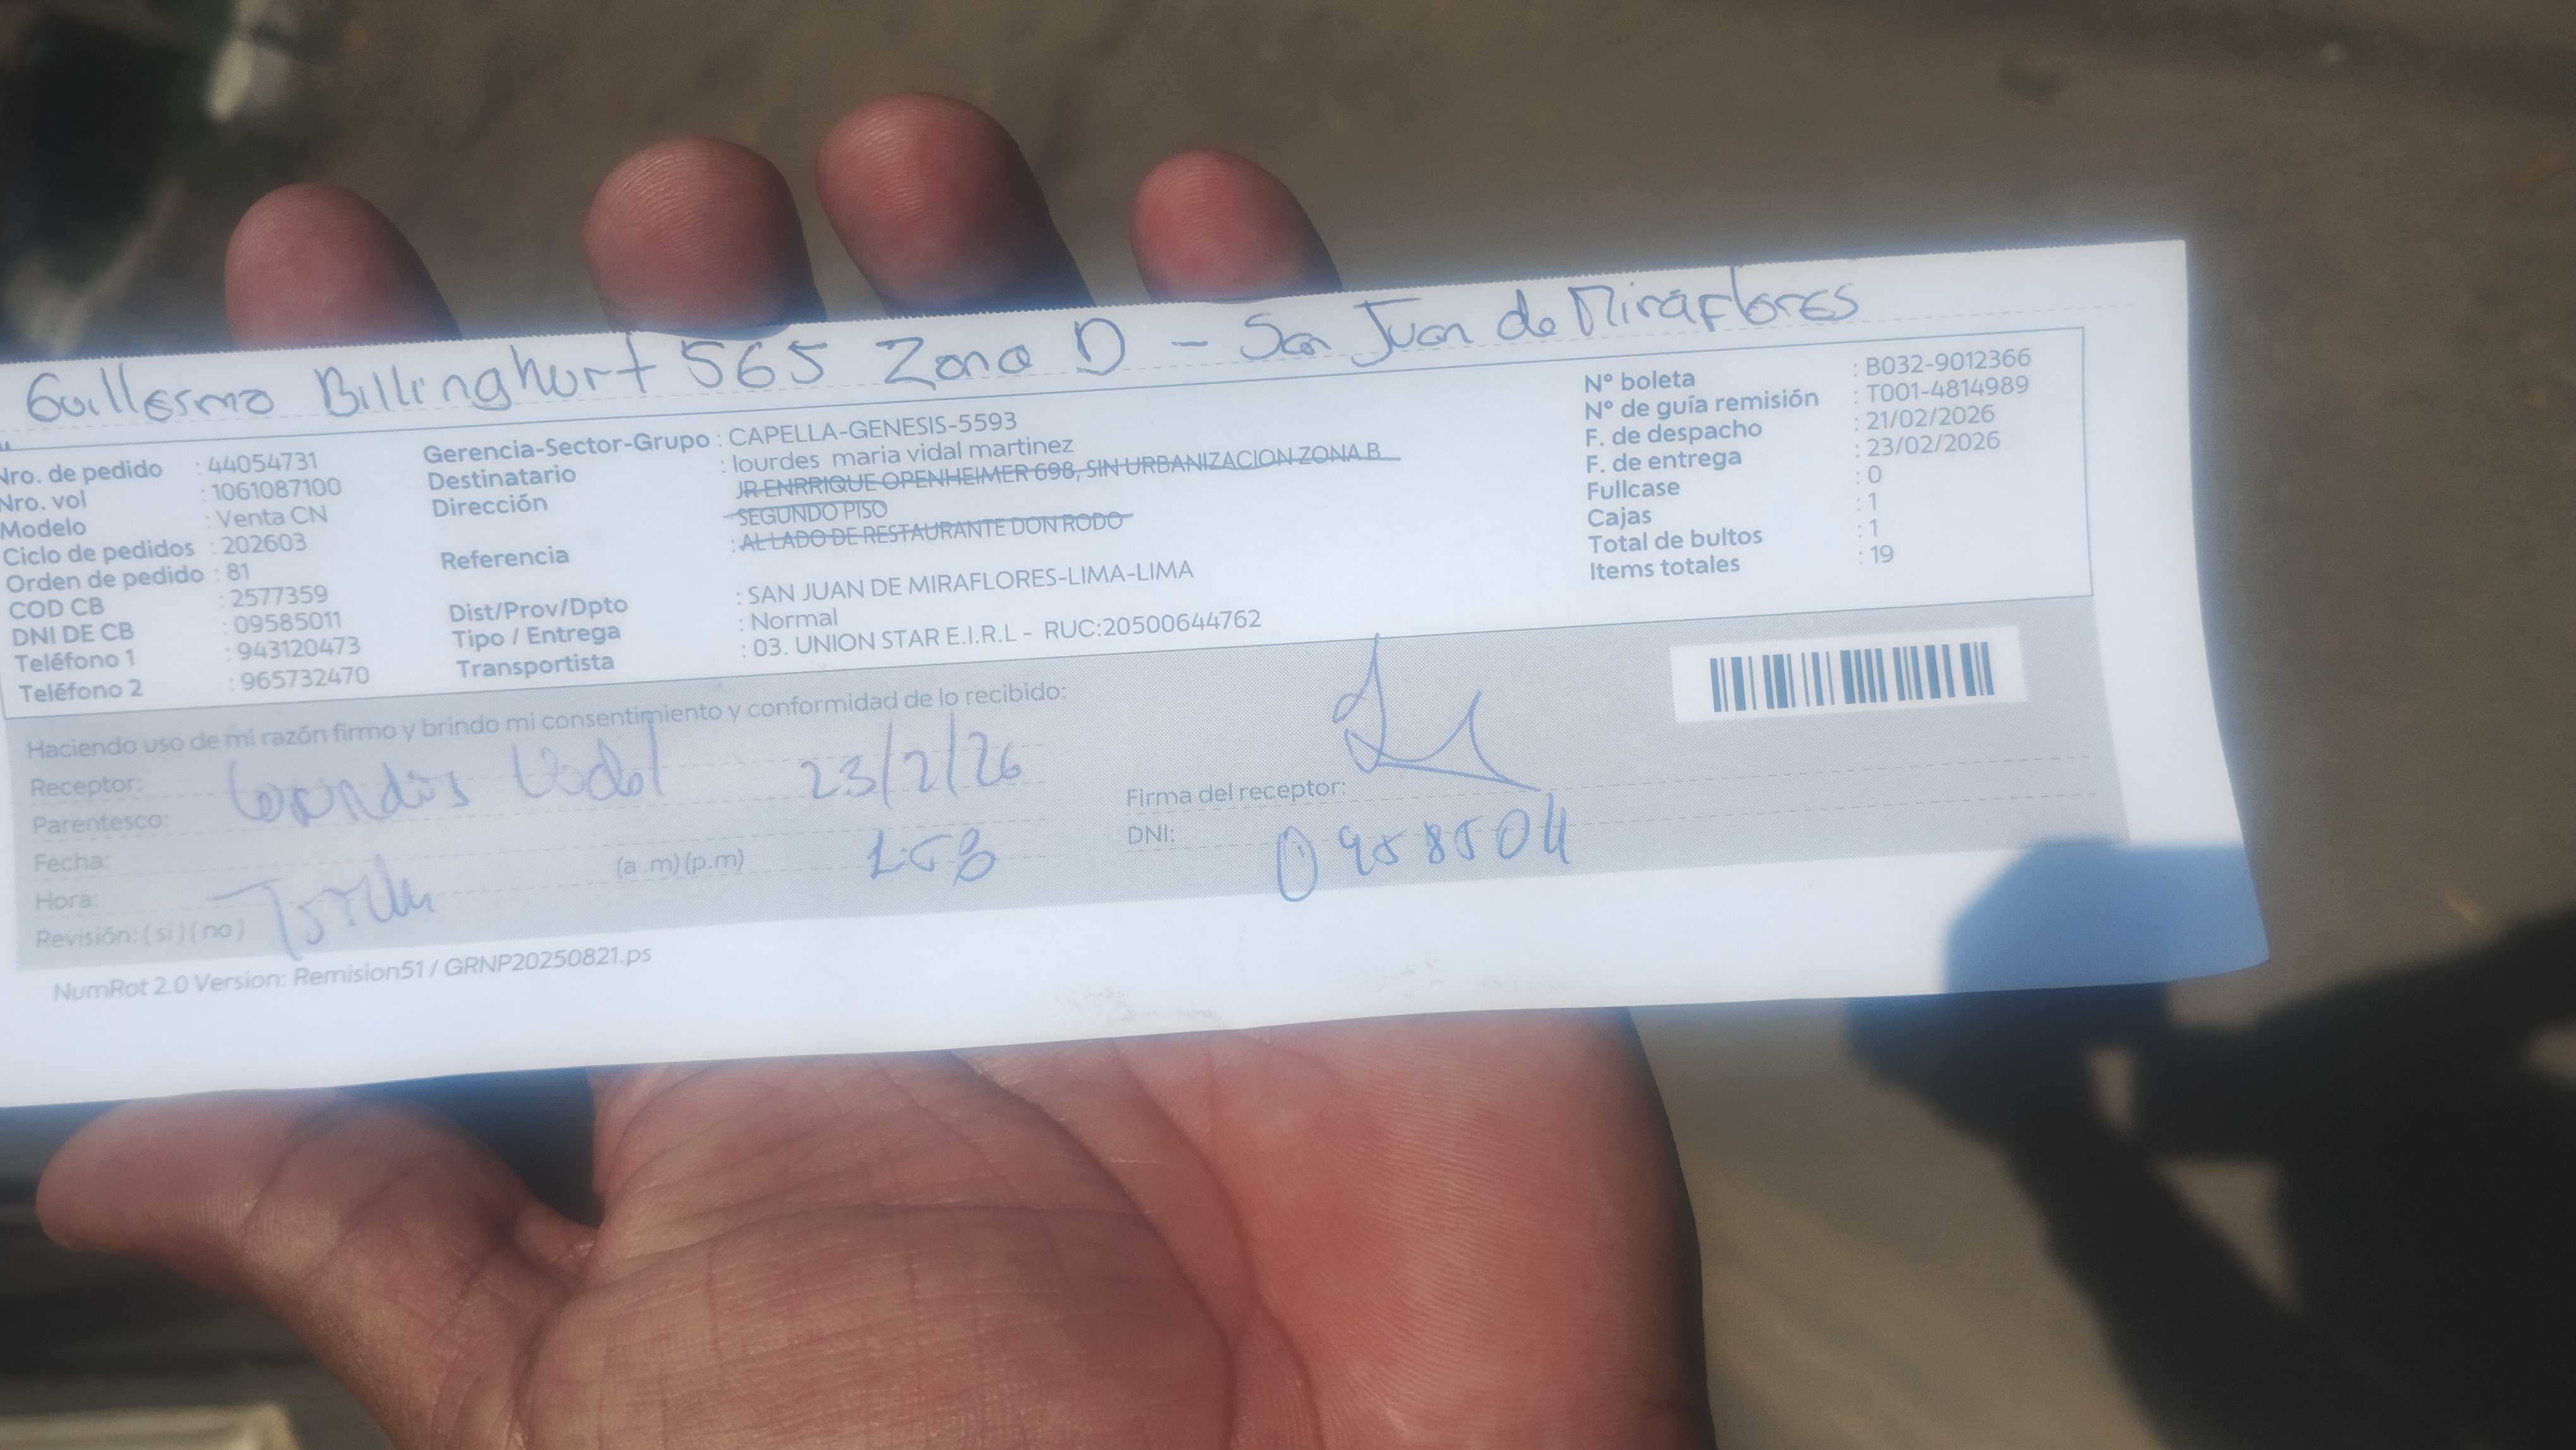 Guillermo Billinghurt 565 Zona D - San Juan de Miraflores
Nro. de pedido : 44054731
Nro. vol : 1061087100
Modelo : Venta CN
Ciclo de pedidos : 202603
Orden de pedido : 81
COD CB : 2577359
DNI DE CB : 09585011
Teléfono 1 : 943120473
Teléfono 2 : 965732470
Gerencia-Sector-Grupo : CAPELLA-GENESIS-5593
Destinatario : lourdes maria vidal martinez
Dirección JR ENRRIQUE OPENHEIMER 698, SIN URBANIZACION ZONA B
SEGUNDO PISO
Referencia : AL LADO DE RESTAURANTE DON RODO
Dist/Prov/Dpto : SAN JUAN DE MIRAFLORES-LIMA-LIMA
Tipo / Entrega : Normal
Transportista : 03. UNION STAR E.I.R.L - RUC:20500644762
Nº boleta : B032-9012366
Nº de guía remisión : T001-4814989
F. de despacho : 21/02/2026
F. de entrega : 23/02/2026
Fullcase : 0
Cajas : 1
Total de bultos : 1
Items totales : 19
Haciendo uso de mi razón firmo y brindo mi consentimiento y conformidad de lo recibido:
Receptor: 23/2/26
Parentesco:
Fecha:
Hora: (a .m) (p.m)
Revisión: ( si ) ( no )
Firma del receptor:
DNI: 09585011
NumRot 2.0 Version: Remision51 / GRNP20250821.ps